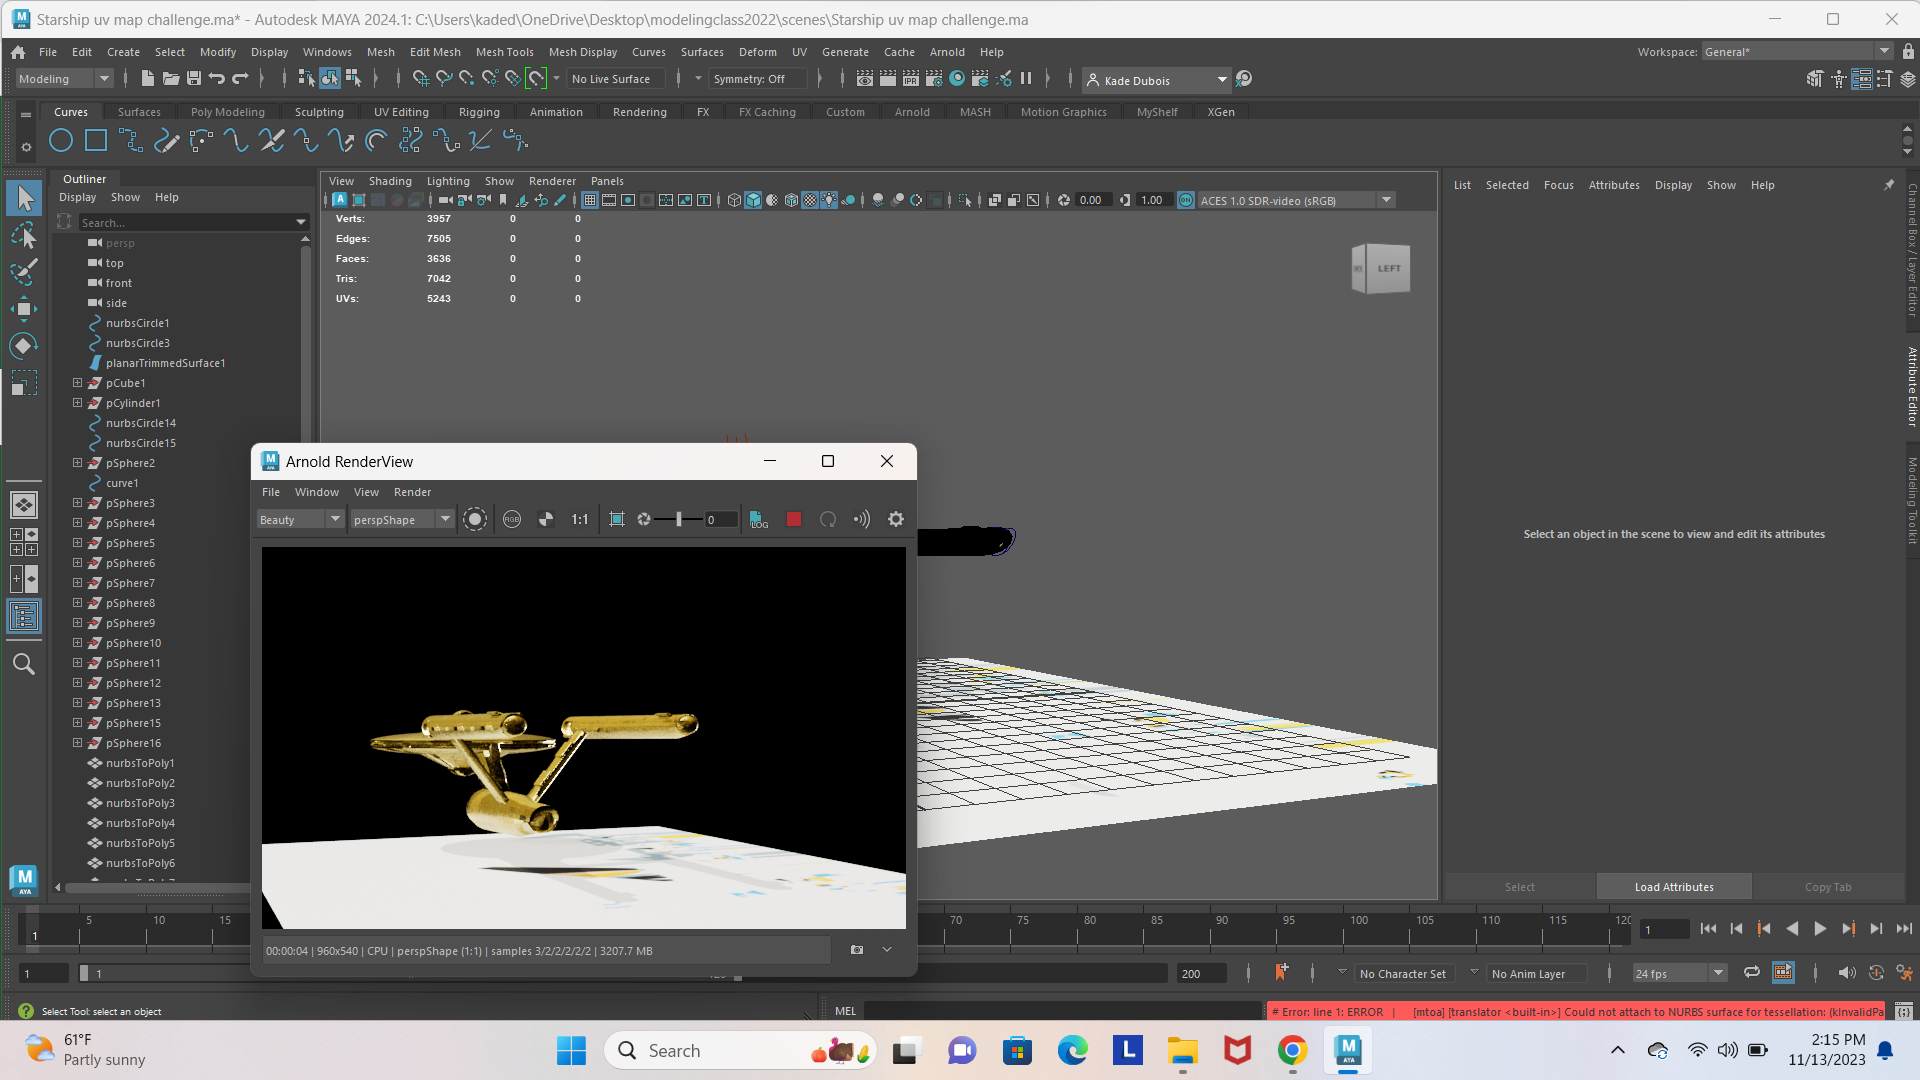 Starship uv map challenge.ma* - Autodesk MAYA 2024.1: C:\Users\kaded\OneDrive\Desktop\modelingclass2022\scenes\Starship uv map challenge.ma
File Edit Create Select Modify Display Windows Mesh Edit Mesh Mesh Tools Mesh Display Curves Surfaces Deform UV Generate Cache Arnold Help Workspace: General*
Modeling No Live Surface Symmetry: Off IPR Kade Dubois
Curves Surfaces Poly Modeling Sculpting UV Editing Rigging Animation Rendering FX FX Caching Custom Arnold MASH Motion Graphics MyShelf XGen
Outliner
Display Show Help
Search...
persp
top
front
side
nurbsCircle1
nurbsCircle3
planarTrimmedSurface1
pCube1
pCylinder1
nurbsCircle14
nurbsCircle15
pSphere2
curve1
pSphere3
pSphere4
pSphere5
pSphere6
pSphere7
pSphere8
pSphere9
pSphere10
pSphere11
pSphere12
pSphere13
pSphere15
pSphere16
nurbsToPoly1
nurbsToPoly2
nurbsToPoly3
nurbsToPoly4
nurbsToPoly5
nurbsToPoly6
View Shading Lighting Show Renderer Panels
0.00 1.00 ON ACES 1.0 SDR-video (sRGB)
Verts: 3957 0 0
Edges: 7505 0 0
Faces: 3636 0 0
Tris: 7042 0 0
UVs: 5243 0 0
LEFT
Arnold RenderView
File Window View Render
Beauty perspShape RGB 1:1 0 LOG
00:00:04 | 960x540 | CPU | perspShape (1:1) | samples 3/2/2/2/2/2 | 3207.7 MB
List Selected Focus Attributes Display Show Help
Select an object in the scene to view and edit its attributes
Select Load Attributes Copy Tab
Channel Box / Layer Editor
Attribute Editor
Modeling Toolkit
M
AYA
1 5 10 15 70 75 80 85 90 95 100 105 110 115 120 1
1 1 120 200 No Character Set No Anim Layer 24 fps
Select Tool: select an object MEL # Error: line 1: ERROR | [mtoa] [translator <built-in>] Could not attach to NURBS surface for tessellation: (kInvalidPa
61°F
Partly sunny
Search
L
M
AYA
2:15 PM
11/13/2023